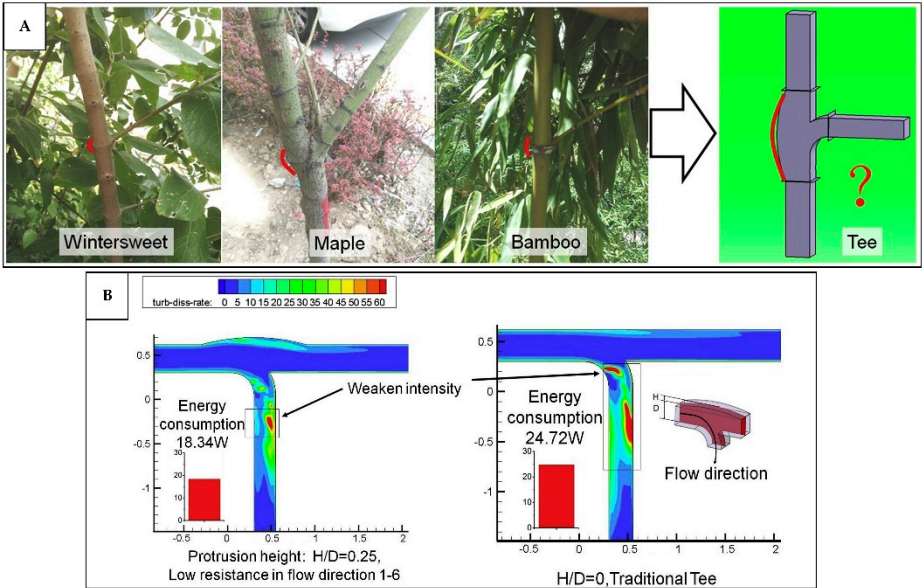 A
Wintersweet
Maple
Bamboo
?
Tee
B
turb-diss-rate: 0 5 10 15 20 25 30 35 40 45 50 55 60
0.5
0
-0.5
-1
-0.5 0 0.5 1 1.5 2
Energy
consumption
18.34W
30
20
10
0
Weaken intensity
Protrusion height: H/D=0.25,
Low resistance in flow direction 1-6
0.5
0
-0.5
-1
-0.5 0 0.5 1 1.5 2
Energy
consumption
24.72W
30
25
20
15
10
5
0
H
D
Flow direction
H/D=0,Traditional Tee